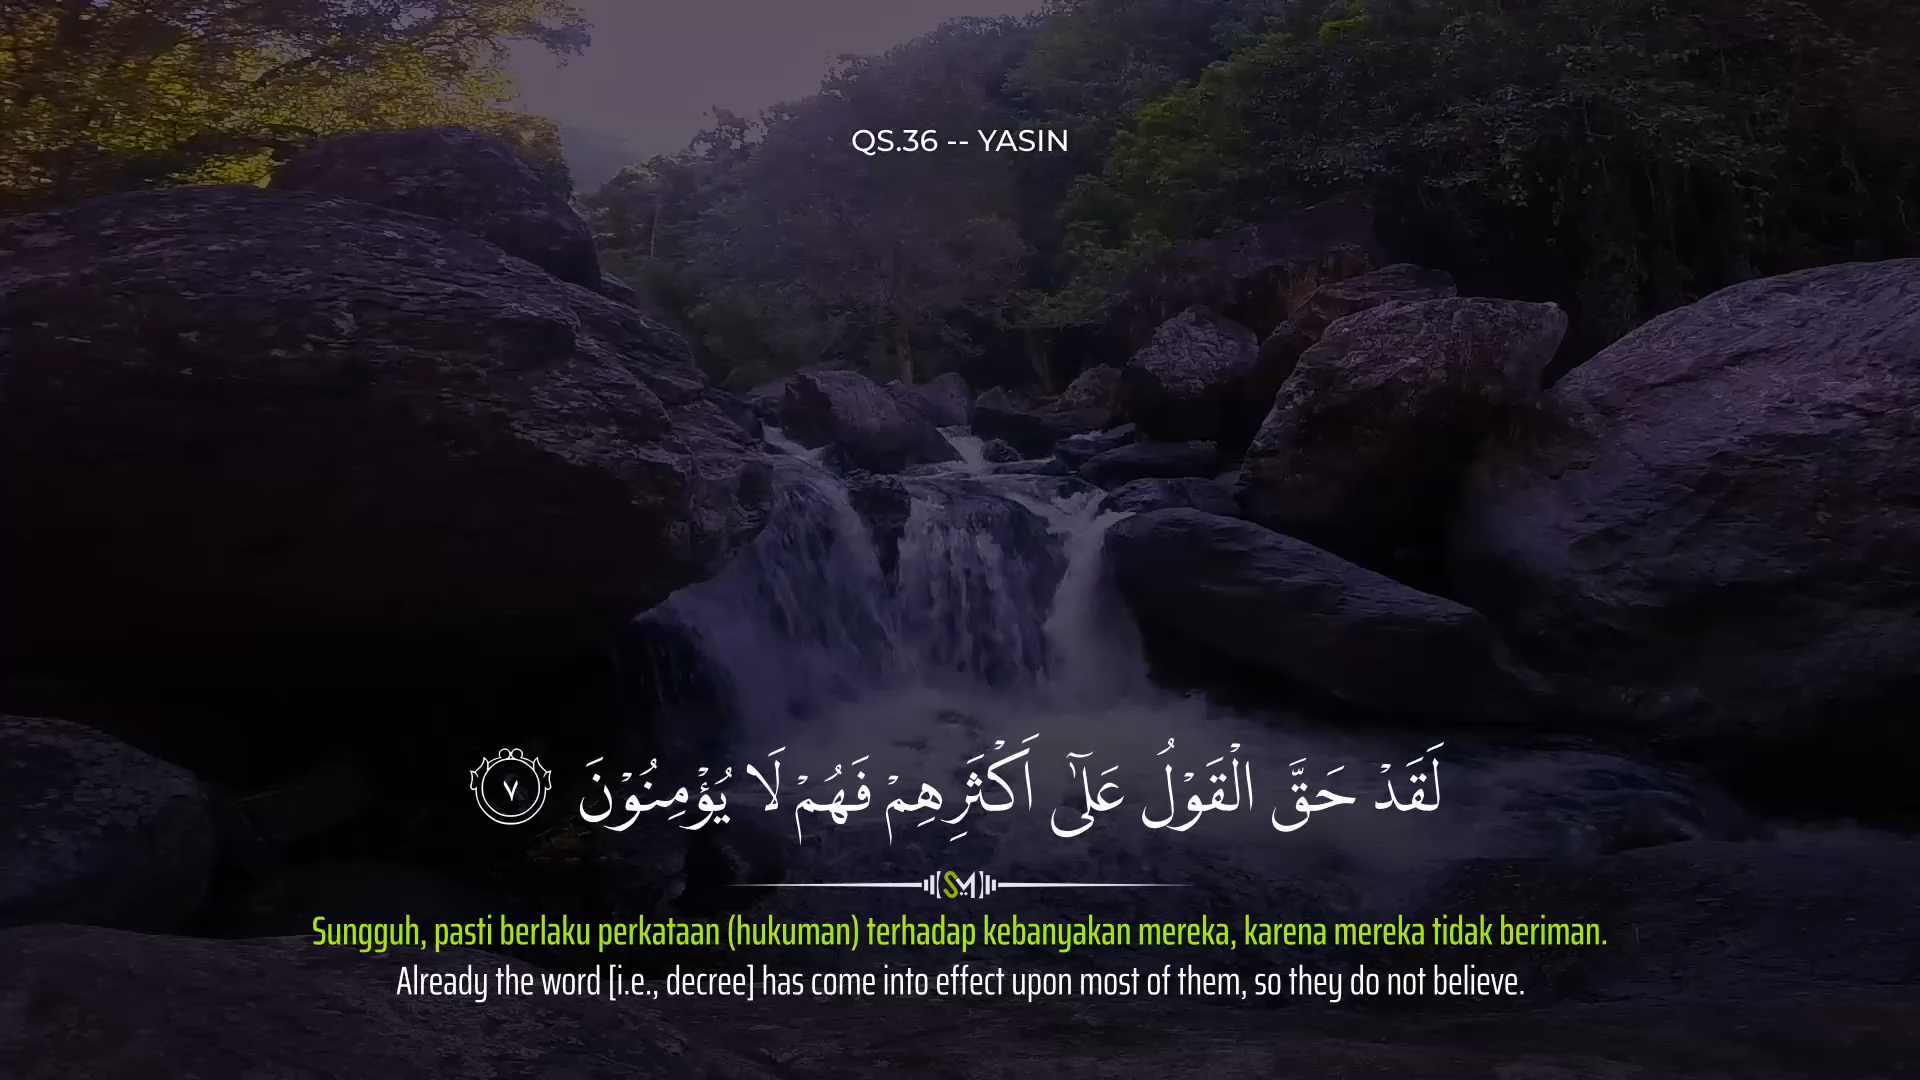 QS.36 -- YASIN
لَقَدْ حَقَّ الْقَوْلُ عَلٰٓى اَكْثَرِهِمْ فَهُمْ لَا يُؤْمِنُوْنَ ٧
SM
Sungguh, pasti berlaku perkataan (hukuman) terhadap kebanyakan mereka, karena mereka tidak beriman.
Already the word [i.e., decree] has come into effect upon most of them, so they do not believe.